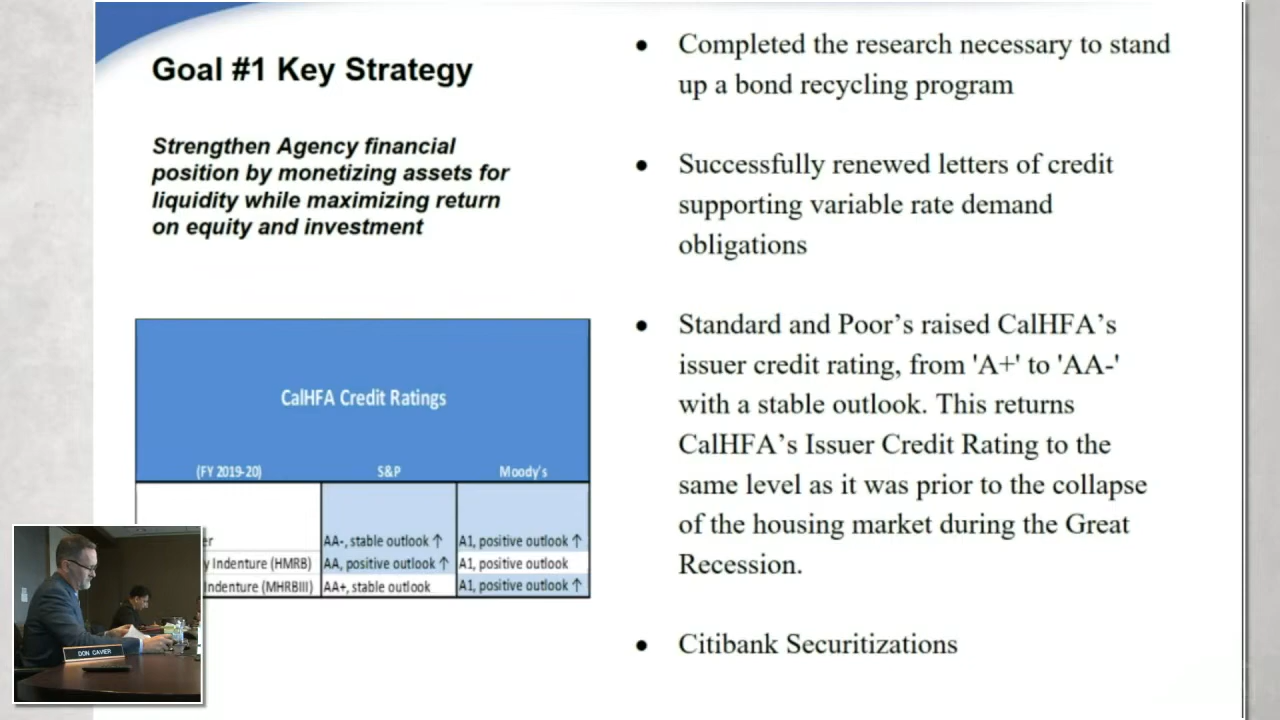 Goal #1 Key Strategy
Strengthen Agency financial
position by monetizing assets for
liquidity while maximizing return
on equity and investment
CalHFA Credit Ratings
(FY 2019-20) S&P Moody's
er AA-, stable outlook ↑ A1, positive outlook ↑
y Indenture (HMRB) AA, positive outlook ↑ A1, positive outlook
Indenture (MHRBIII) AA+, stable outlook A1, positive outlook ↑
DON CAVIER
• Completed the research necessary to stand
up a bond recycling program
• Successfully renewed letters of credit
supporting variable rate demand
obligations
• Standard and Poor’s raised CalHFA’s
issuer credit rating, from 'A+' to 'AA-'
with a stable outlook. This returns
CalHFA’s Issuer Credit Rating to the
same level as it was prior to the collapse
of the housing market during the Great
Recession.
• Citibank Securitizations